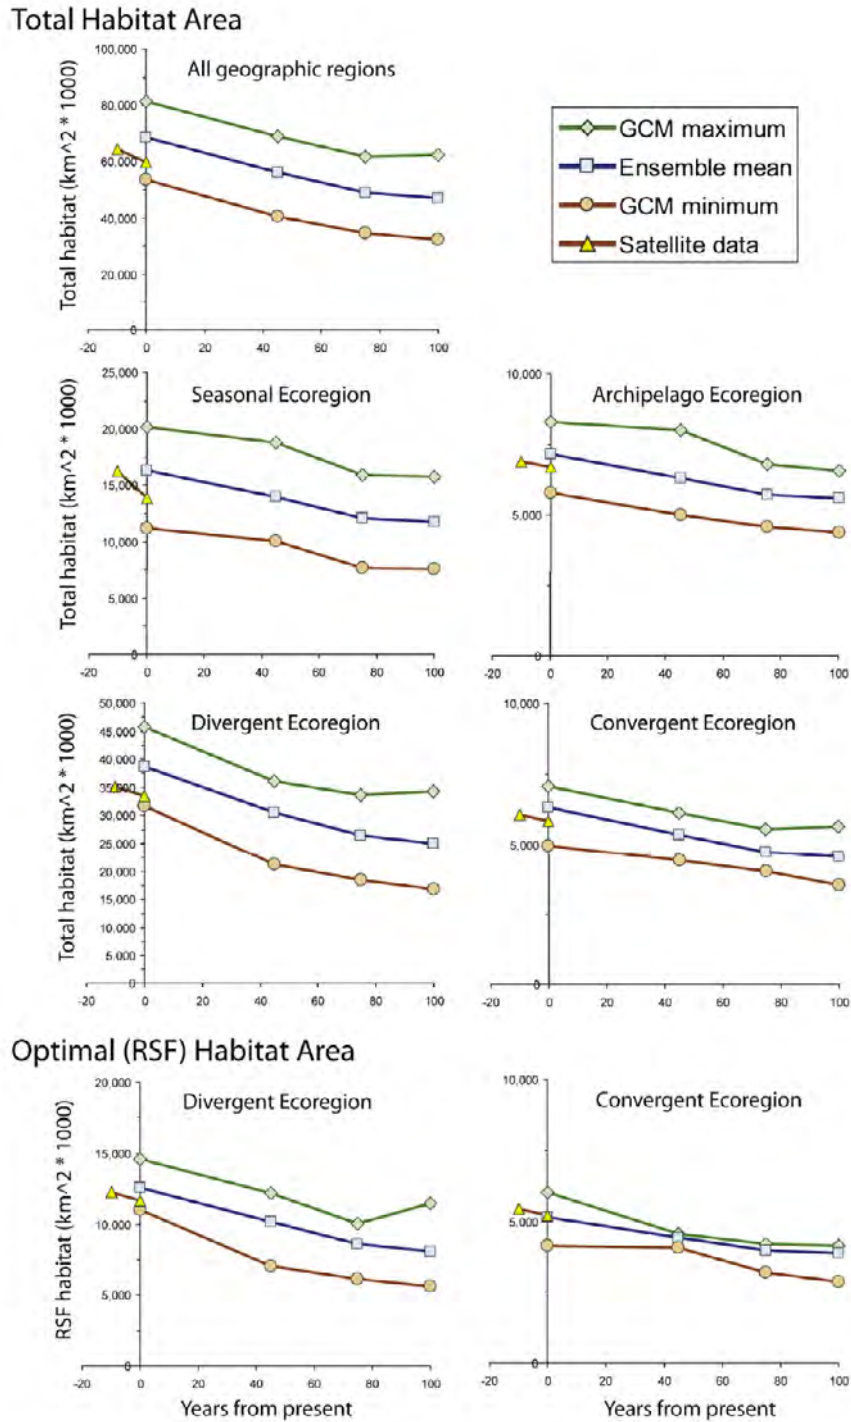 Total Habitat Area
All geographic regions
Total habitat (km^2 * 1000)
100,000
80,000
60,000
40,000
20,000
0
-20 0 20 40 60 80 100
GCM maximum
Ensemble mean
GCM minimum
Satellite data
Seasonal Ecoregion
Total habitat (km^2 * 1000)
25,000
20,000
15,000
10,000
5,000
0
-20 0 20 40 60 80 100
Archipelago Ecoregion
10,000
5,000
0
-20 0 20 40 60 80 100
Divergent Ecoregion
Total habitat (km^2 * 1000)
50,000
45,000
40,000
35,000
30,000
25,000
20,000
15,000
10,000
5 000
0
-20 0 20 40 60 80 100
Convergent Ecoregion
10,000
5,000
0
-20 0 20 40 60 80 100
Optimal (RSF) Habitat Area
Divergent Ecoregion
RSF habitat (km^2 * 1000)
20,000
15,000
10,000
5,000
0
-20 0 20 40 60 80 100
Years from present
Convergent Ecoregion
10,000
5,000
0
-20 0 20 40 60 80 100
Years from present